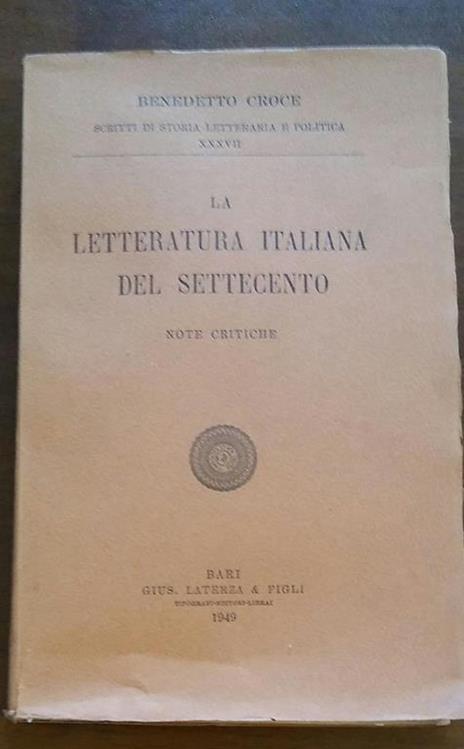 BENEDETTO CROCE
SCRITTI DI STORIA LETTERARIA E POLITICA
XXXVII
LA
LETTERATURA ITALIANA
DEL SETTECENTO
NOTE CRITICHE
BARI
GIUS. LATERZA & FIGLI
TIPOGRAFI-EDITORI-LIBRAI
1949